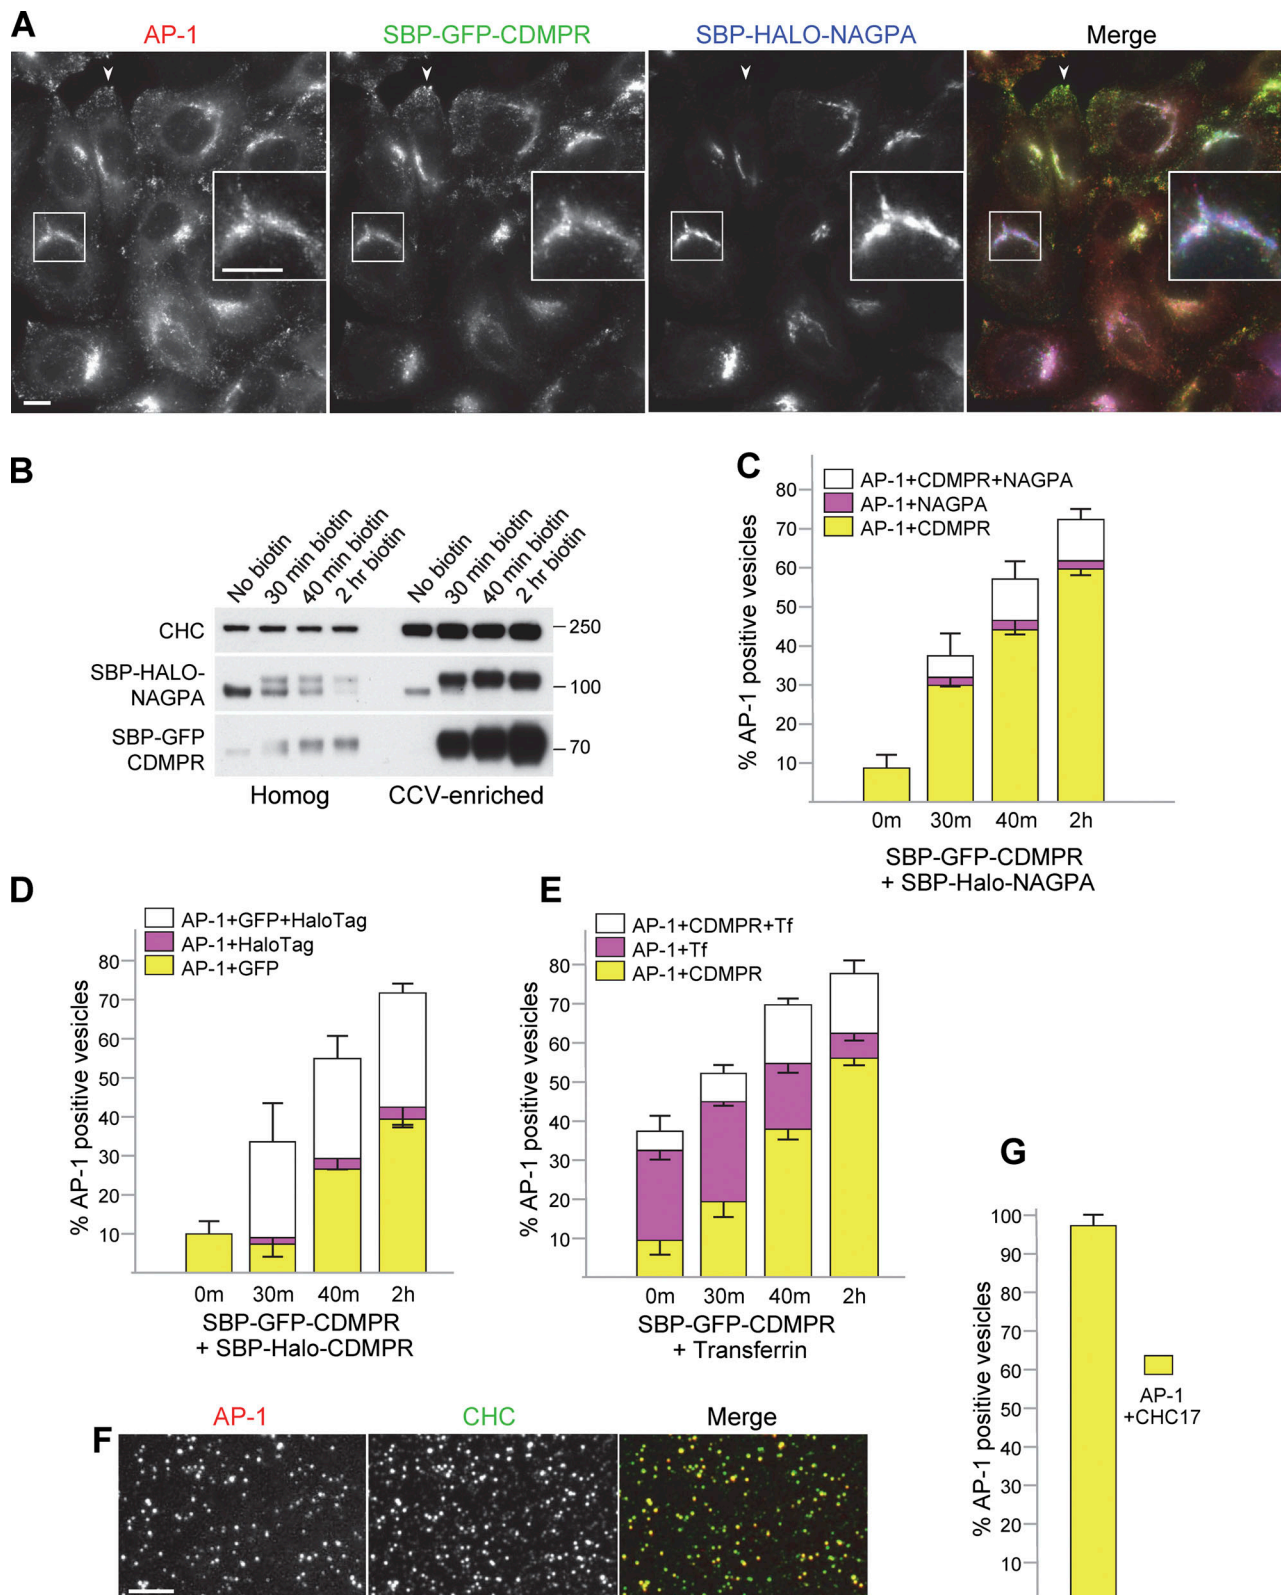 A
AP-1
SBP-GFP-CDMPR
SBP-HALO-NAGPA
Merge
B
No biotin
30 min biotin
40 min biotin
2 hr biotin
No biotin
30 min biotin
40 min biotin
2 hr biotin
CHC
250
SBP-HALO-
NAGPA
100
SBP-GFP
CDMPR
70
Homog
CCV-enriched
C
AP-1+CDMPR+NAGPA
AP-1+NAGPA
AP-1+CDMPR
% AP-1 positive vesicles
80
70
60
50
40
30
20
10
0m 30m 40m 2h
SBP-GFP-CDMPR
+ SBP-Halo-NAGPA
D
AP-1+GFP+HaloTag
AP-1+HaloTag
AP-1+GFP
% AP-1 positive vesicles
80
70
60
50
40
30
20
10
0m 30m 40m 2h
SBP-GFP-CDMPR
+ SBP-Halo-CDMPR
E
AP-1+CDMPR+Tf
AP-1+Tf
AP-1+CDMPR
% AP-1 positive vesicles
80
70
60
50
40
30
20
10
0m 30m 40m 2h
SBP-GFP-CDMPR
+ Transferrin
F
AP-1
CHC
Merge
G
% AP-1 positive vesicles
100
90
80
70
60
50
40
30
20
10
AP-1
+CHC17